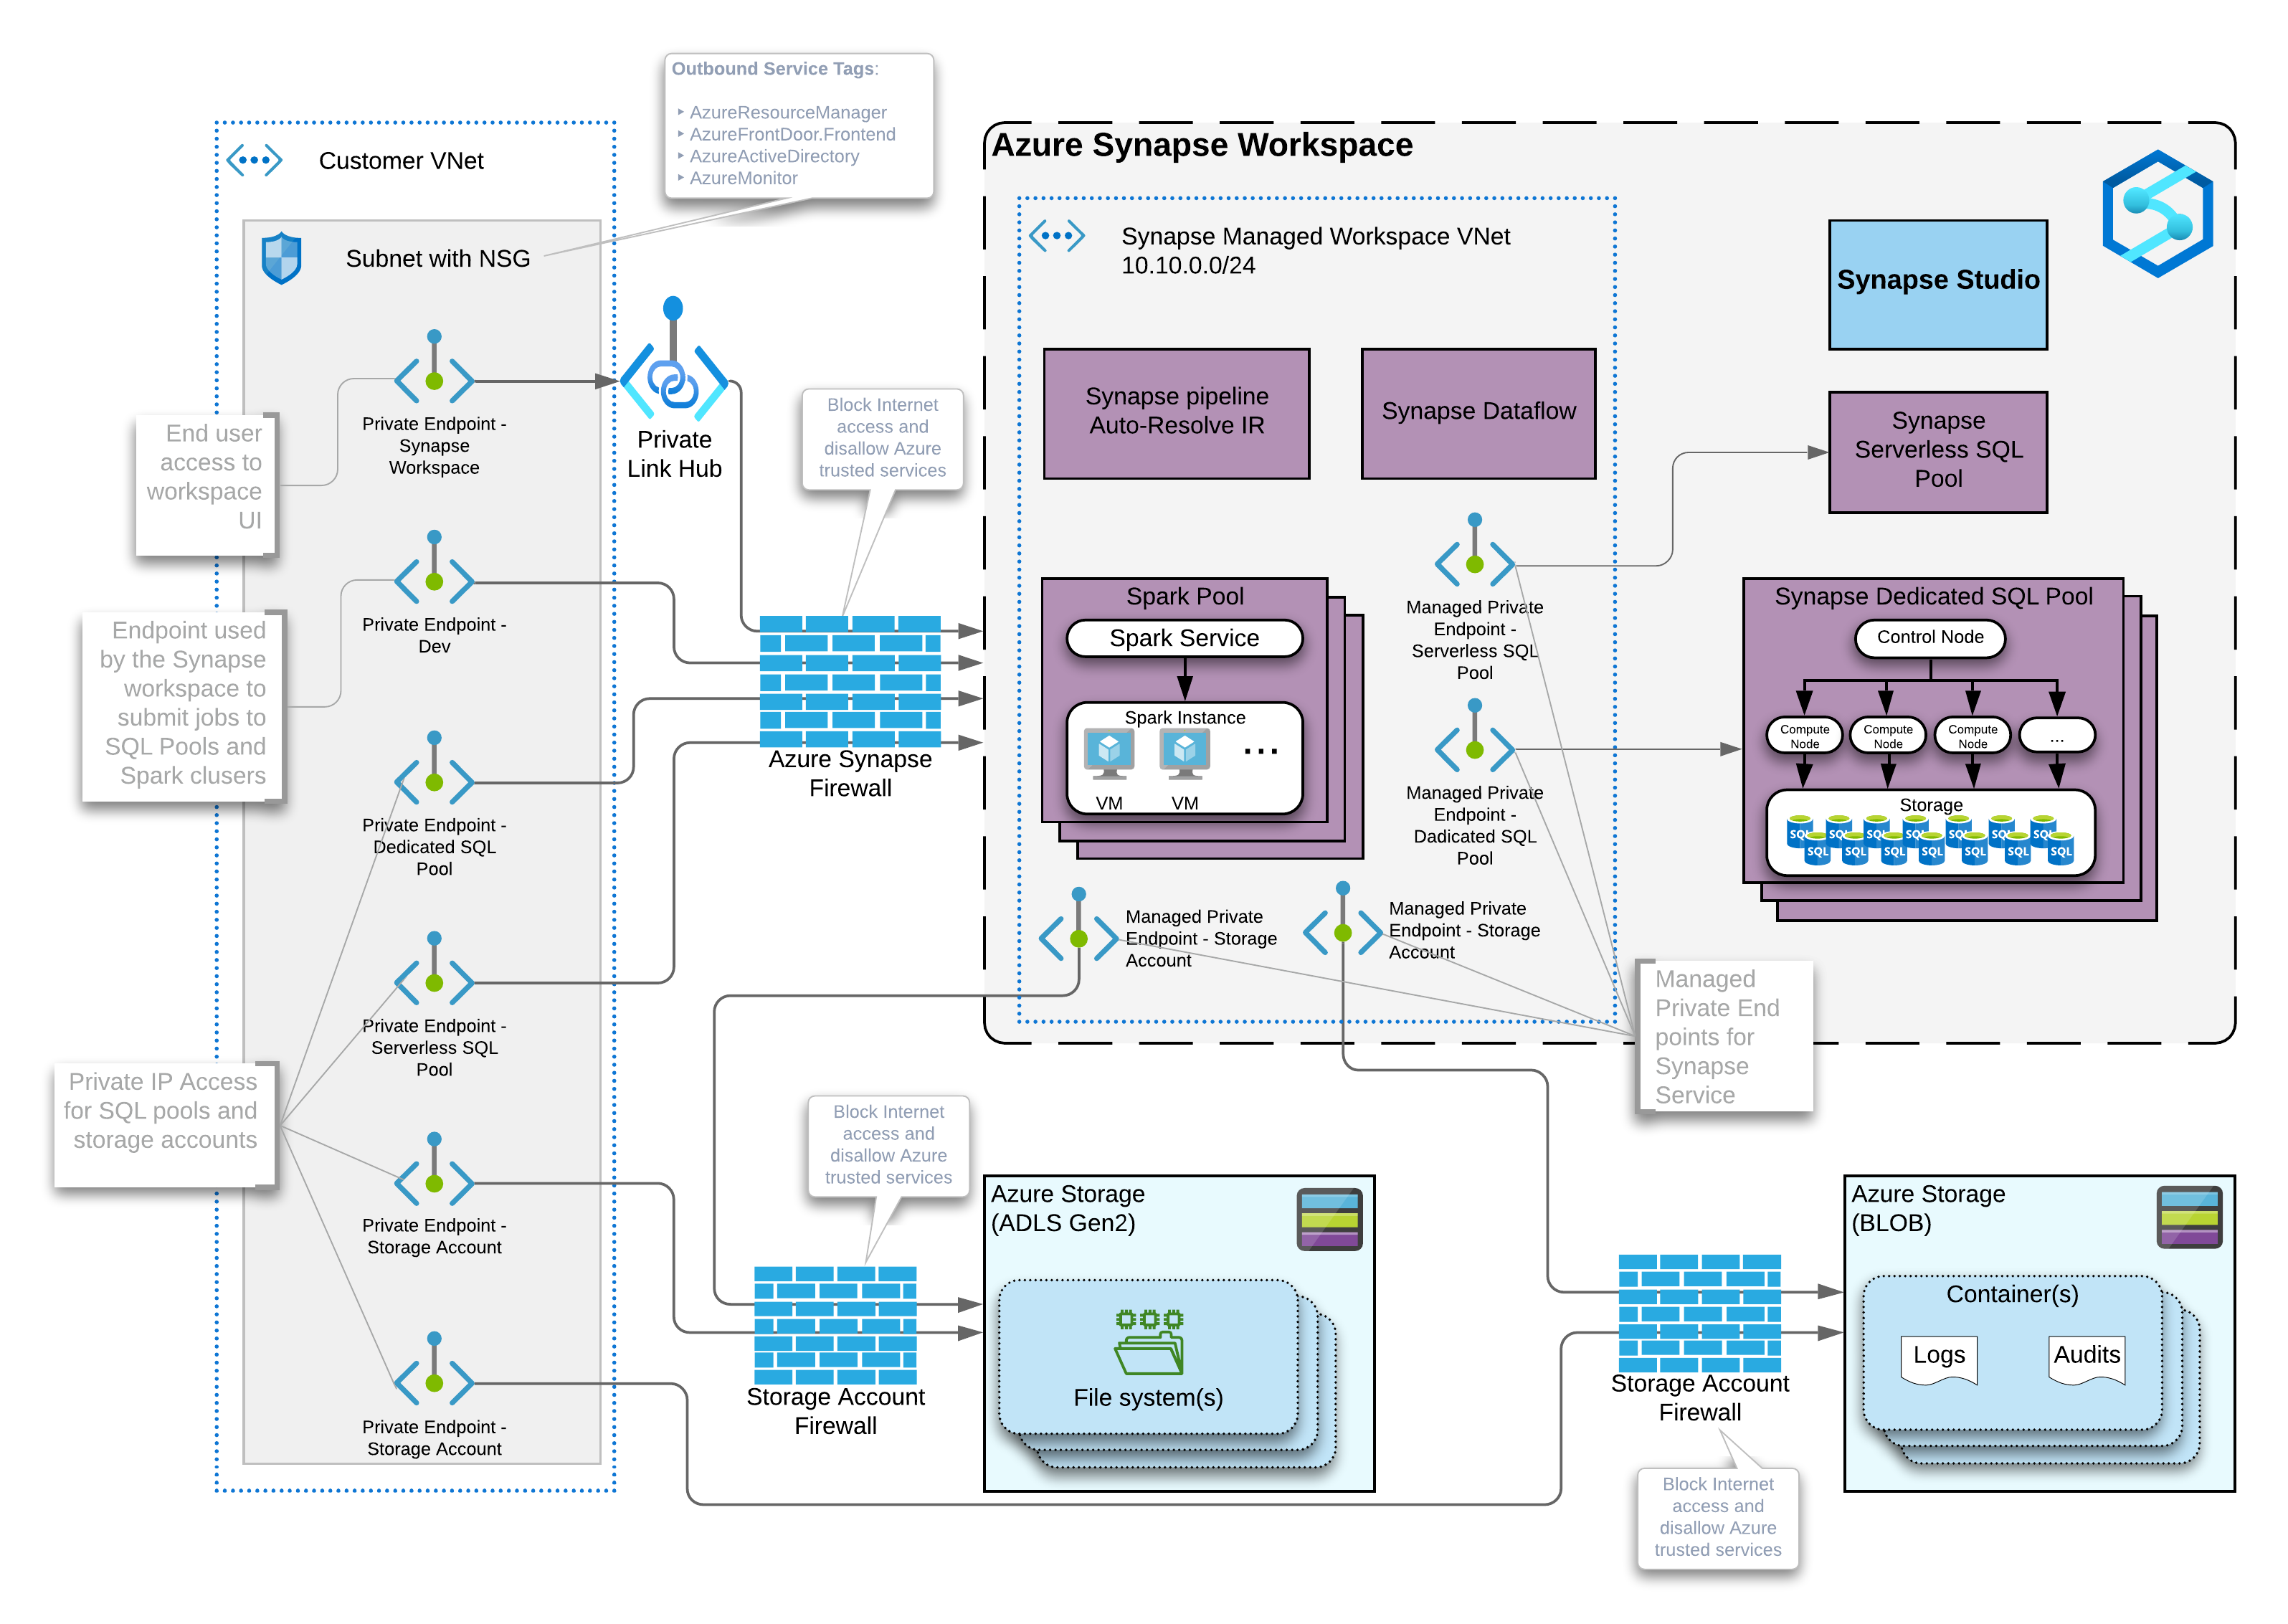 Outbound Service Tags:
‣ AzureResourceManager
‣ AzureFrontDoor.Frontend
‣ AzureActiveDirectory
‣ AzureMonitor
Customer VNet
Subnet with NSG
Private Endpoint -
Synapse
Workspace
Private Endpoint -
Dev
Private Endpoint -
Dedicated SQL
Pool
Private Endpoint -
Serverless SQL
Pool
Private Endpoint -
Storage Account
Private Endpoint -
Storage Account
End user
access to
workspace
UI
Endpoint used
by the Synapse
workspace to
submit jobs to
SQL Pools and
Spark clusers
Private IP Access
for SQL pools and
storage accounts
Private
Link Hub
Block Internet
access and
disallow Azure
trusted services
Azure Synapse
Firewall
Azure Synapse Workspace
Synapse Managed Workspace VNet
10.10.0.0/24
Synapse pipeline
Auto-Resolve IR
Synapse Dataflow
Synapse Studio
Synapse
Serverless SQL
Pool
Spark Pool
Spark Service
Spark Instance
...
VM
VM
Managed Private
Endpoint -
Serverless SQL
Pool
Managed Private
Endpoint -
Dadicated SQL
Pool
Managed Private
Endpoint - Storage
Account
Managed Private
Endpoint - Storage
Account
Synapse Dedicated SQL Pool
Control Node
Compute
Node
Compute
Node
Compute
Node
...
Storage
SQL
SQL
SQL
SQL
SQL
SQL
SQL
SQL
SQL
SQL
SQL
SQL
SQL
SQL
Managed
Private End
points for
Synapse
Service
Block Internet
access and
disallow Azure
trusted services
Storage Account
Firewall
Azure Storage
(ADLS Gen2)
File system(s)
Storage Account
Firewall
Block Internet
access and
disallow Azure
trusted services
Azure Storage
(BLOB)
Container(s)
Logs
Audits